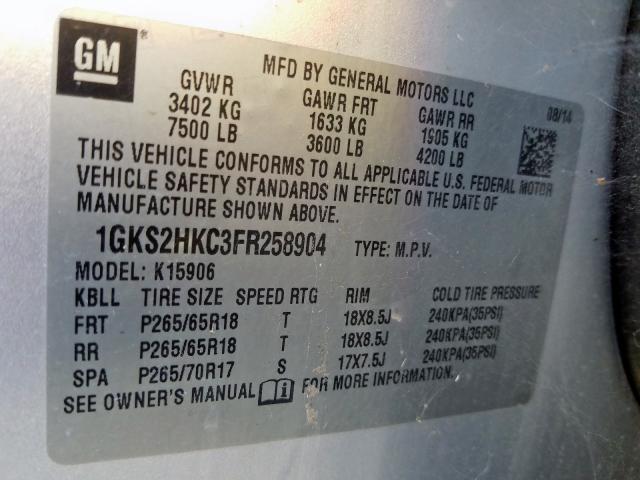 GM
MFD BY GENERAL MOTORS LLC
08/14
GVWR GAWR FRT GAWR RR
3402 KG 1633 KG 1905 KG
7500 LB 3600 LB 4200 LB
THIS VEHICLE CONFORMS TO ALL APPLICABLE U.S. FEDERAL MOTOR
VEHICLE SAFETY STANDARDS IN EFFECT ON THE DATE OF
MANUFACTURE SHOWN ABOVE.
1GKS2HKC3FR258904 TYPE: M.P.V.
MODEL: K15906
KBLL TIRE SIZE SPEED RTG RIM COLD TIRE PRESSURE
FRT P265/65R18 T 18X8.5J 240KPA(35PSI)
RR P265/65R18 T 18X8.5J 240KPA(35PSI)
SPA P265/70R17 S 17X7.5J 240KPA(35PSI)
SEE OWNER'S MANUAL FOR MORE INFORMATION.